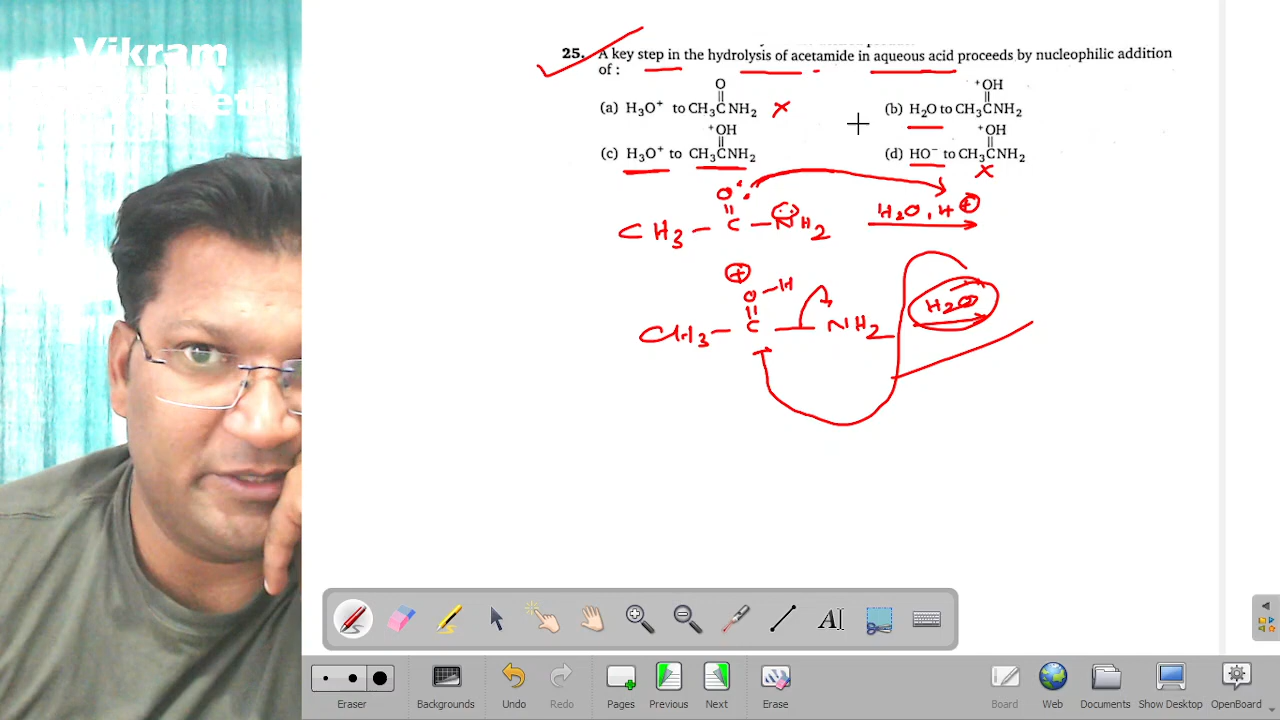 Vikram
25. A key step in the hydrolysis of acetamide in aqueous acid proceeds by nucleophilic addition
of :
O
||
(a) H₃O⁺ to CH₃CNH₂ ×
⁺OH
||
(b) H₂O to CH₃CNH₂
⁺OH
||
(c) H₃O⁺ to CH₃CNH₂
⁺OH
||
(d) HO⁻ to CH₃CNH₂
×
O
||
CH₃ – C – NH₂ H₂O, H⊕
⊕
O – H
||
CH₃ – C — NH₂ H₂O
Eraser Backgrounds Undo Redo Pages Previous Next Erase Board Web Documents Show Desktop OpenBoard